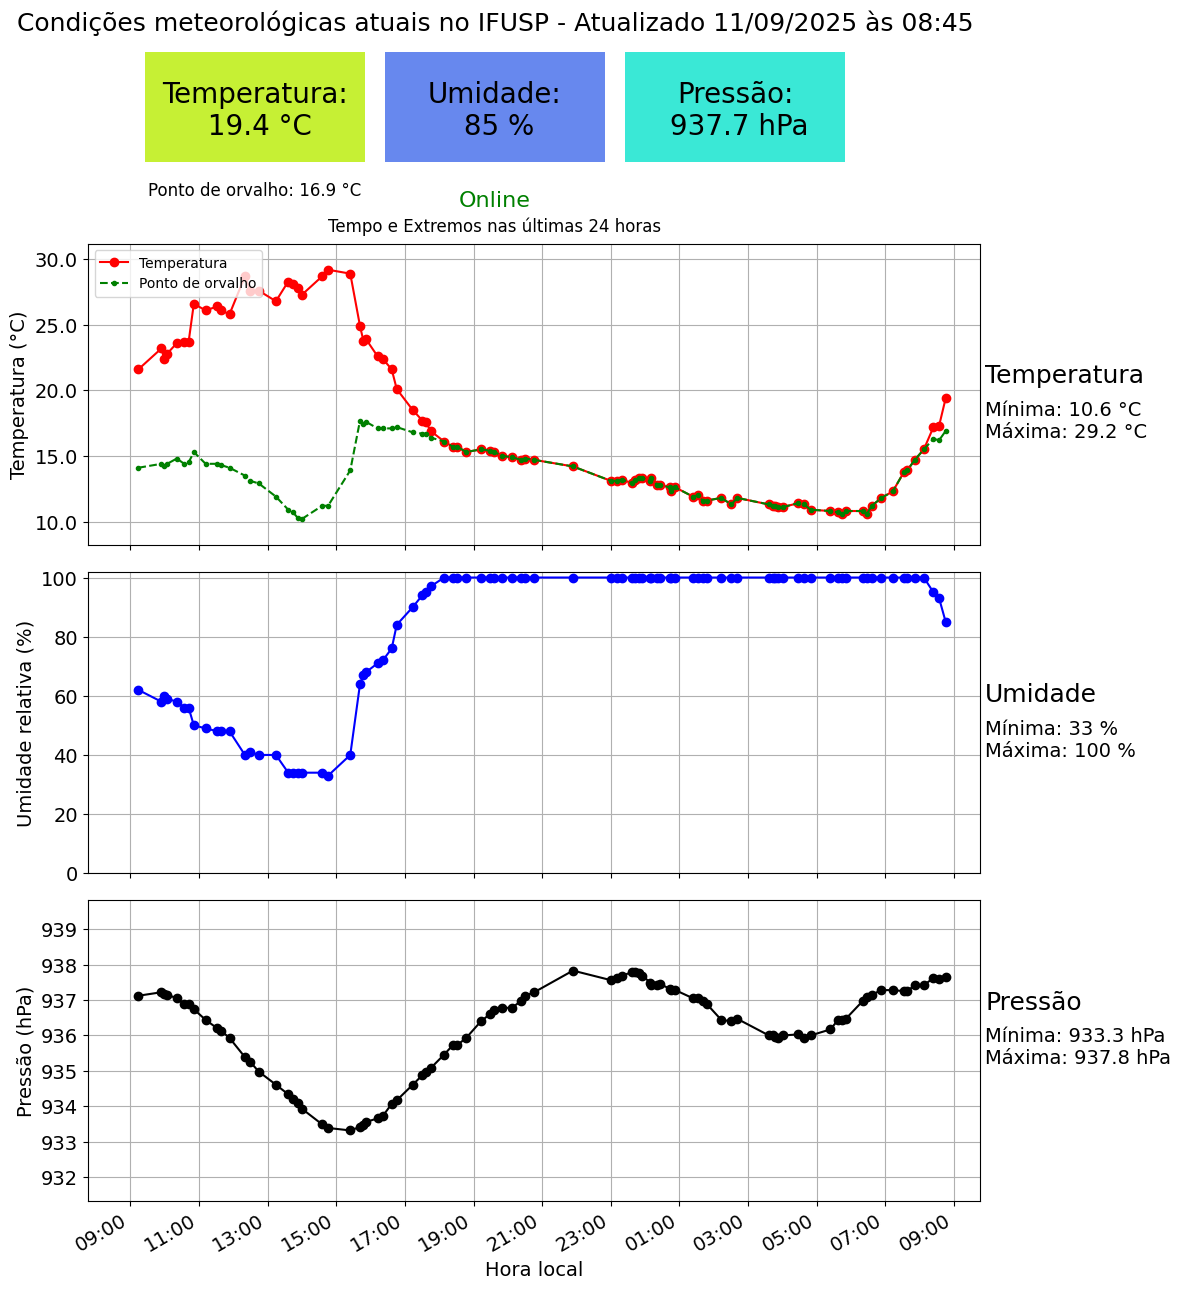 Condições meteorológicas atuais no IFUSP - Atualizado 11/09/2025 às 08:45
Temperatura:
19.4 °C
Umidade:
85 %
Pressão:
937.7 hPa
Ponto de orvalho: 16.9 °C
Online
Tempo e Extremos nas últimas 24 horas
Temperatura (°C)
30.0
25.0
20.0
15.0
10.0
Temperatura
Ponto de orvalho
Temperatura
Mínima: 10.6 °C
Máxima: 29.2 °C
Umidade relativa (%)
100
80
60
40
20
0
Umidade
Mínima: 33 %
Máxima: 100 %
Pressão (hPa)
939
938
937
936
935
934
933
932
Pressão
Mínima: 933.3 hPa
Máxima: 937.8 hPa
09:00
11:00
13:00
15:00
17:00
19:00
21:00
23:00
01:00
03:00
05:00
07:00
09:00
Hora local